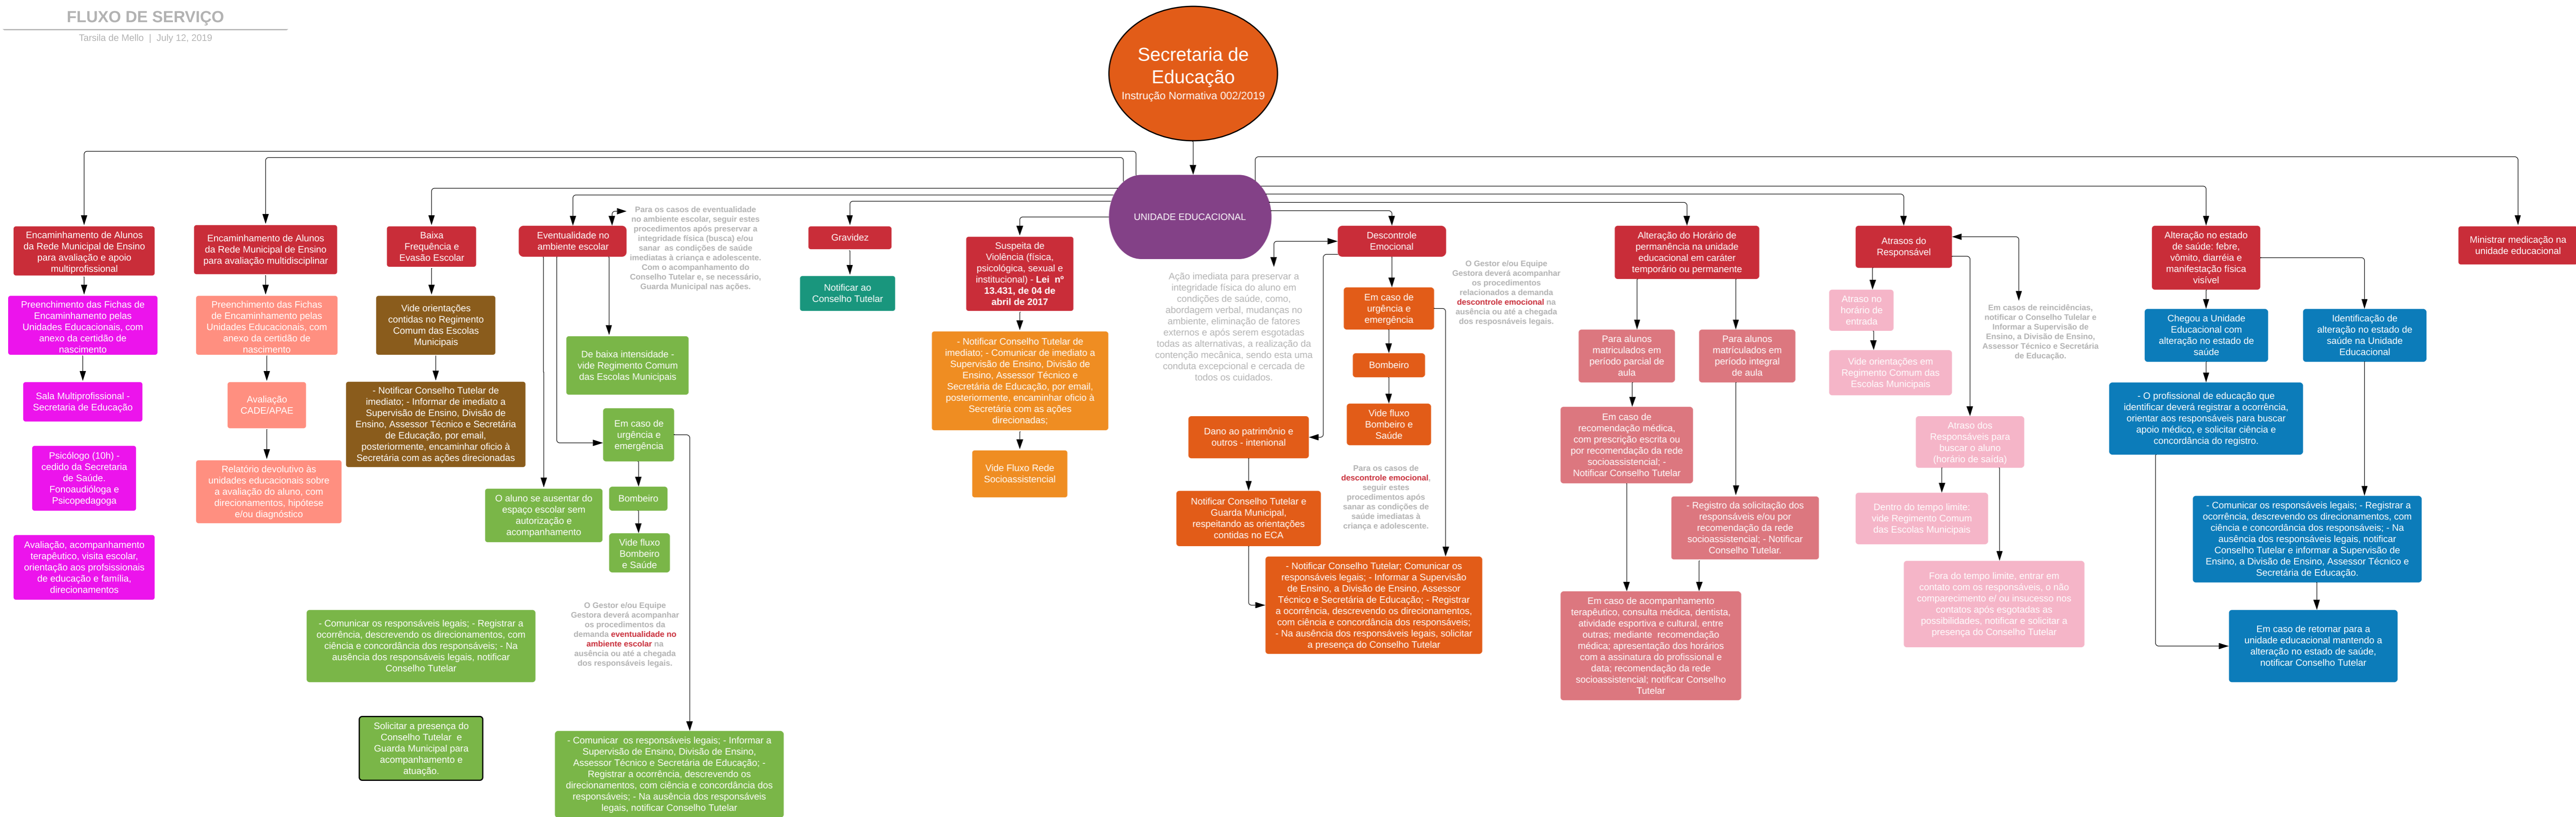 FLUXO DE SERVIÇO
Tarsila de Mello | July 12, 2019
Secretaria de
Educação
Instrução Normativa 002/2019
UNIDADE EDUCACIONAL
Encaminhamento de Alunos
da Rede Municipal de Ensino
para avaliação e apoio
multiprofissional
Preenchimento das Fichas de
Encaminhamento pelas
Unidades Educacionais, com
anexo da certidão de
nascimento
Sala Multiprofissional -
Secretaria de Educação
Psicólogo (10h) -
cedido da Secretaria
de Saúde.
Fonoaudióloga e
Psicopedagoga
Avaliação, acompanhamento
terapêutico, visita escolar,
orientação aos profsissionais
de educação e família,
direcionamentos
Encaminhamento de Alunos
da Rede Municipal de Ensino
para avaliação multidisciplinar
Preenchimento das Fichas
de Encaminhamento pelas
Unidades Educacionais, com
anexo da certidão de
nascimento
Avaliação
CADE/APAE
Relatório devolutivo às
unidades educacionais sobre
a avaliação do aluno, com
direcionamentos, hipótese
e/ou diagnóstico
Baixa
Frequência e
Evasão Escolar
Vide orientações
contidas no Regimento
Comum das Escolas
Municipais
- Notificar Conselho Tutelar de
imediato; - Informar de imediato a
Supervisão de Ensino, Divisão de
Ensino, Assessor Técnico e Secretária
de Educação, por email,
posteriormente, encaminhar oficio à
Secretária com as ações direcionadas
Eventualidade no
ambiente escolar
Para os casos de eventualidade
no ambiente escolar, seguir estes
procedimentos após preservar a
integridade física (busca) e/ou
sanar as condições de saúde
imediatas à criança e adolescente.
Com o acompanhamento do
Conselho Tutelar e, se necessário,
Guarda Municipal nas ações.
De baixa intensidade -
vide Regimento Comum
das Escolas Municipais
Em caso de
urgência e
emergência
O aluno se ausentar do
espaço escolar sem
autorização e
acompanhamento
Bombeiro
Vide fluxo
Bombeiro
e Saúde
O Gestor e/ou Equipe
Gestora deverá acompanhar
os procedimentos da
demanda eventualidade no
ambiente escolar na
ausência ou até a chegada
dos responsáveis legais.
- Comunicar os responsáveis legais; - Registrar a
ocorrência, descrevendo os direcionamentos, com
ciência e concordância dos responsáveis; - Na
ausência dos responsáveis legais, notificar
Conselho Tutelar
Solicitar a presença do
Conselho Tutelar e
Guarda Municipal para
acompanhamento e
atuação.
- Comunicar os responsáveis legais; - Informar a
Supervisão de Ensino, Divisão de Ensino,
Assessor Técnico e Secretária de Educação; -
Registrar a ocorrência, descrevendo os
direcionamentos, com ciência e concordância dos
responsáveis; - Na ausência dos responsáveis
legais, notificar Conselho Tutelar
Gravidez
Notificar ao
Conselho Tutelar
Suspeita de
Violência (física,
psicológica, sexual e
institucional) - Lei nº
13.431, de 04 de
abril de 2017
- Notificar Conselho Tutelar de
imediato; - Comunicar de imediato a
Supervisão de Ensino, Divisão de
Ensino, Assessor Técnico e
Secretária de Educação, por email,
posteriormente, encaminhar oficio à
Secretária com as ações
direcionadas;
Vide Fluxo Rede
Socioassistencial
Descontrole
Emocional
Ação imediata para preservar a
integridade física do aluno em
condições de saúde, como,
abordagem verbal, mudanças no
ambiente, eliminação de fatores
externos e após serem esgotadas
todas as alternativas, a realização da
contenção mecânica, sendo esta uma
conduta excepcional e cercada de
todos os cuidados.
Em caso de
urgência e
emergência
Bombeiro
Vide fluxo
Bombeiro e
Saúde
O Gestor e/ou Equipe
Gestora deverá acompanhar
os procedimentos
relacionados a demanda
descontrole emocional na
ausência ou até a chegada
dos responsáveis legais.
Dano ao patrimônio e
outros - intenional
Notificar Conselho Tutelar e
Guarda Municipal,
respeitando as orientações
contidas no ECA
Para os casos de
descontrole emocional,
seguir estes
procedimentos após
sanar as condições de
saúde imediatas à
criança e adolescente.
- Notificar Conselho Tutelar; Comunicar os
responsáveis legais; - Informar a Supervisão
de Ensino, a Divisão de Ensino, Assessor
Técnico e Secretária de Educação; - Registrar
a ocorrência, descrevendo os direcionamentos,
com ciência e concordância dos responsáveis;
- Na ausência dos responsáveis legais, solicitar
a presença do Conselho Tutelar
Alteração do Horário de
permanência na unidade
educacional em caráter
temporário ou permanente
Para alunos
matriculados em
período parcial de
aula
Para alunos
matrículados em
período integral
de aula
Em caso de
recomendação médica,
com prescrição escrita ou
por recomendação da rede
socioassistencial; -
Notificar Conselho Tutelar
- Registro da solicitação dos
responsáveis e/ou por
recomendação da rede
socioassistencial; - Notificar
Conselho Tutelar.
Em caso de acompanhamento
terapêutico, consulta médica, dentista,
atividade esportiva e cultural, entre
outras; mediante recomendação
médica; apresentação dos horários
com a assinatura do profissional e
data; recomendação da rede
socioassistencial; notificar Conselho
Tutelar
Atrasos do
Responsável
Atraso no
horário de
entrada
Vide orientações em
Regimento Comum das
Escolas Municipais
Em casos de reincidências,
notificar o Conselho Tulelar e
Informar a Supervisão de
Ensino, a Divisão de Ensino,
Assessor Técnico e Secretária
de Educação.
Atraso dos
Responsáveis para
buscar o aluno
(horário de saída)
Dentro do tempo limite:
vide Regimento Comum
das Escolas Municipais
Fora do tempo limite, entrar em
contato com os responsáveis, o não
comparecimento e/ ou insucesso nos
contatos após esgotadas as
possibilidades, notificar e solicitar a
presença do Conselho Tutelar
Alteração no estado
de saúde: febre,
vômito, diarréia e
manifestação física
visível
Chegou a Unidade
Educacional com
alteração no estado de
saúde
Identificação de
alteração no estado de
saúde na Unidade
Educacional
- O profissional de educação que
identificar deverá registrar a ocorrência,
orientar aos responsáveis para buscar
apoio médico, e solicitar ciência e
concordância do registro.
- Comunicar os responsáveis legais; - Registrar a
ocorrência, descrevendo os direcionamentos, com
ciência e concordância dos responsáveis; - Na
ausência dos responsáveis legais, notificar
Conselho Tutelar e informar a Supervisão de
Ensino, a Divisão de Ensino, Assessor Técnico e
Secretária de Educação.
Em caso de retornar para a
unidade educacional mantendo a
alteração no estado de saúde,
notificar Conselho Tutelar
Ministrar medicação na
unidade educacional